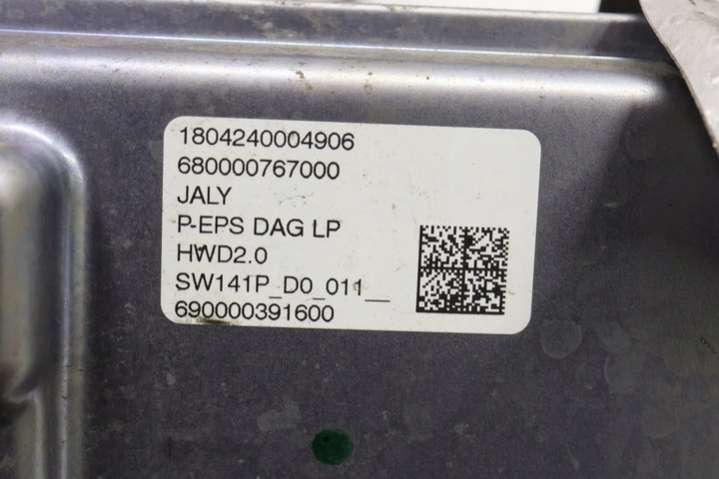 1804240004906
680000767000
JALY
P-EPS DAG LP
HWD2.0
SW141P_D0_011__
690000391600